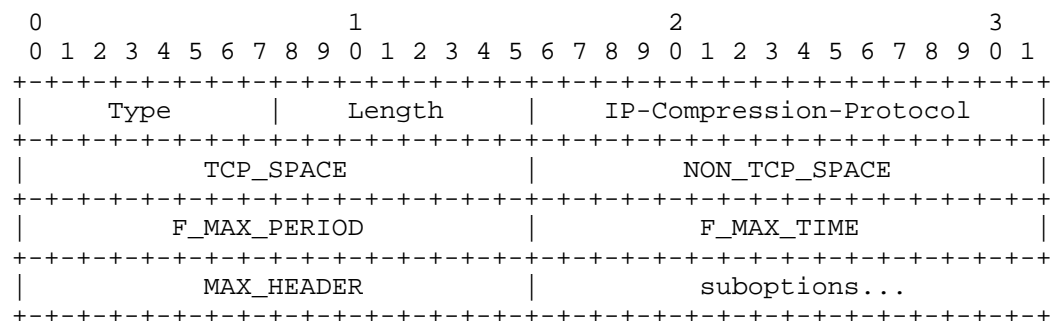 0                   1                   2                   3
 0 1 2 3 4 5 6 7 8 9 0 1 2 3 4 5 6 7 8 9 0 1 2 3 4 5 6 7 8 9 0 1
+-+-+-+-+-+-+-+-+-+-+-+-+-+-+-+-+-+-+-+-+-+-+-+-+-+-+-+-+-+-+-+-+
|     Type      |    Length     |    IP-Compression-Protocol    |
+-+-+-+-+-+-+-+-+-+-+-+-+-+-+-+-+-+-+-+-+-+-+-+-+-+-+-+-+-+-+-+-+
|           TCP_SPACE           |         NON_TCP_SPACE         |
+-+-+-+-+-+-+-+-+-+-+-+-+-+-+-+-+-+-+-+-+-+-+-+-+-+-+-+-+-+-+-+-+
|         F_MAX_PERIOD          |          F_MAX_TIME           |
+-+-+-+-+-+-+-+-+-+-+-+-+-+-+-+-+-+-+-+-+-+-+-+-+-+-+-+-+-+-+-+-+
|           MAX_HEADER          |          suboptions...
+-+-+-+-+-+-+-+-+-+-+-+-+-+-+-+-+-+-+-+-+-+-+-+-+-+-+-+-+-+-+-+-+